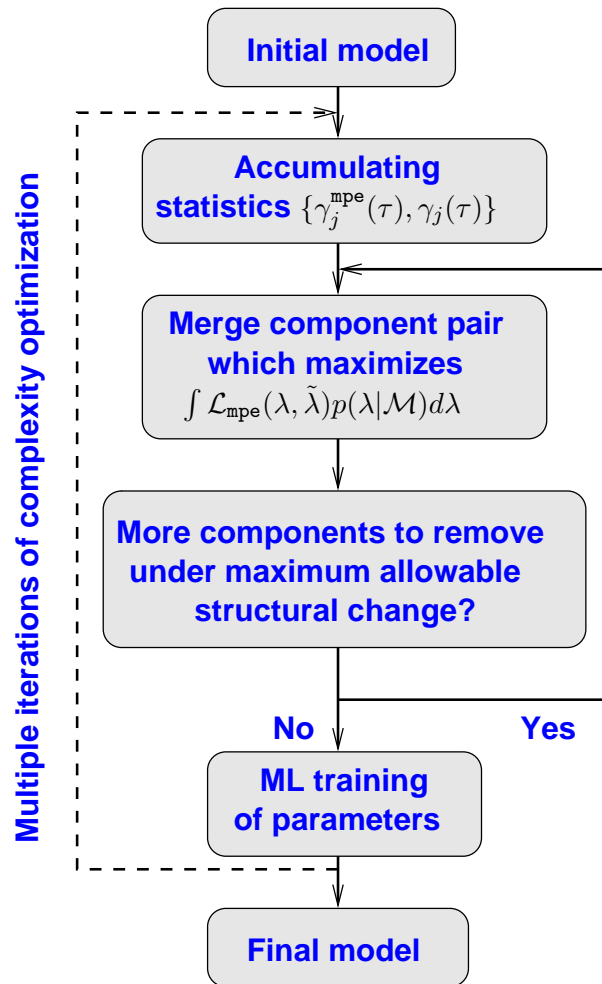 Initial model
Accumulating
statistics {γ_j^mpe(τ), γ_j(τ)}
Merge component pair
which maximizes
∫ ℒ_mpe(λ, λ̃)p(λ|ℳ)dλ
More components to remove
under maximum allowable
structural change?
No
Yes
ML training
of parameters
Final model
Multiple iterations of complexity optimization